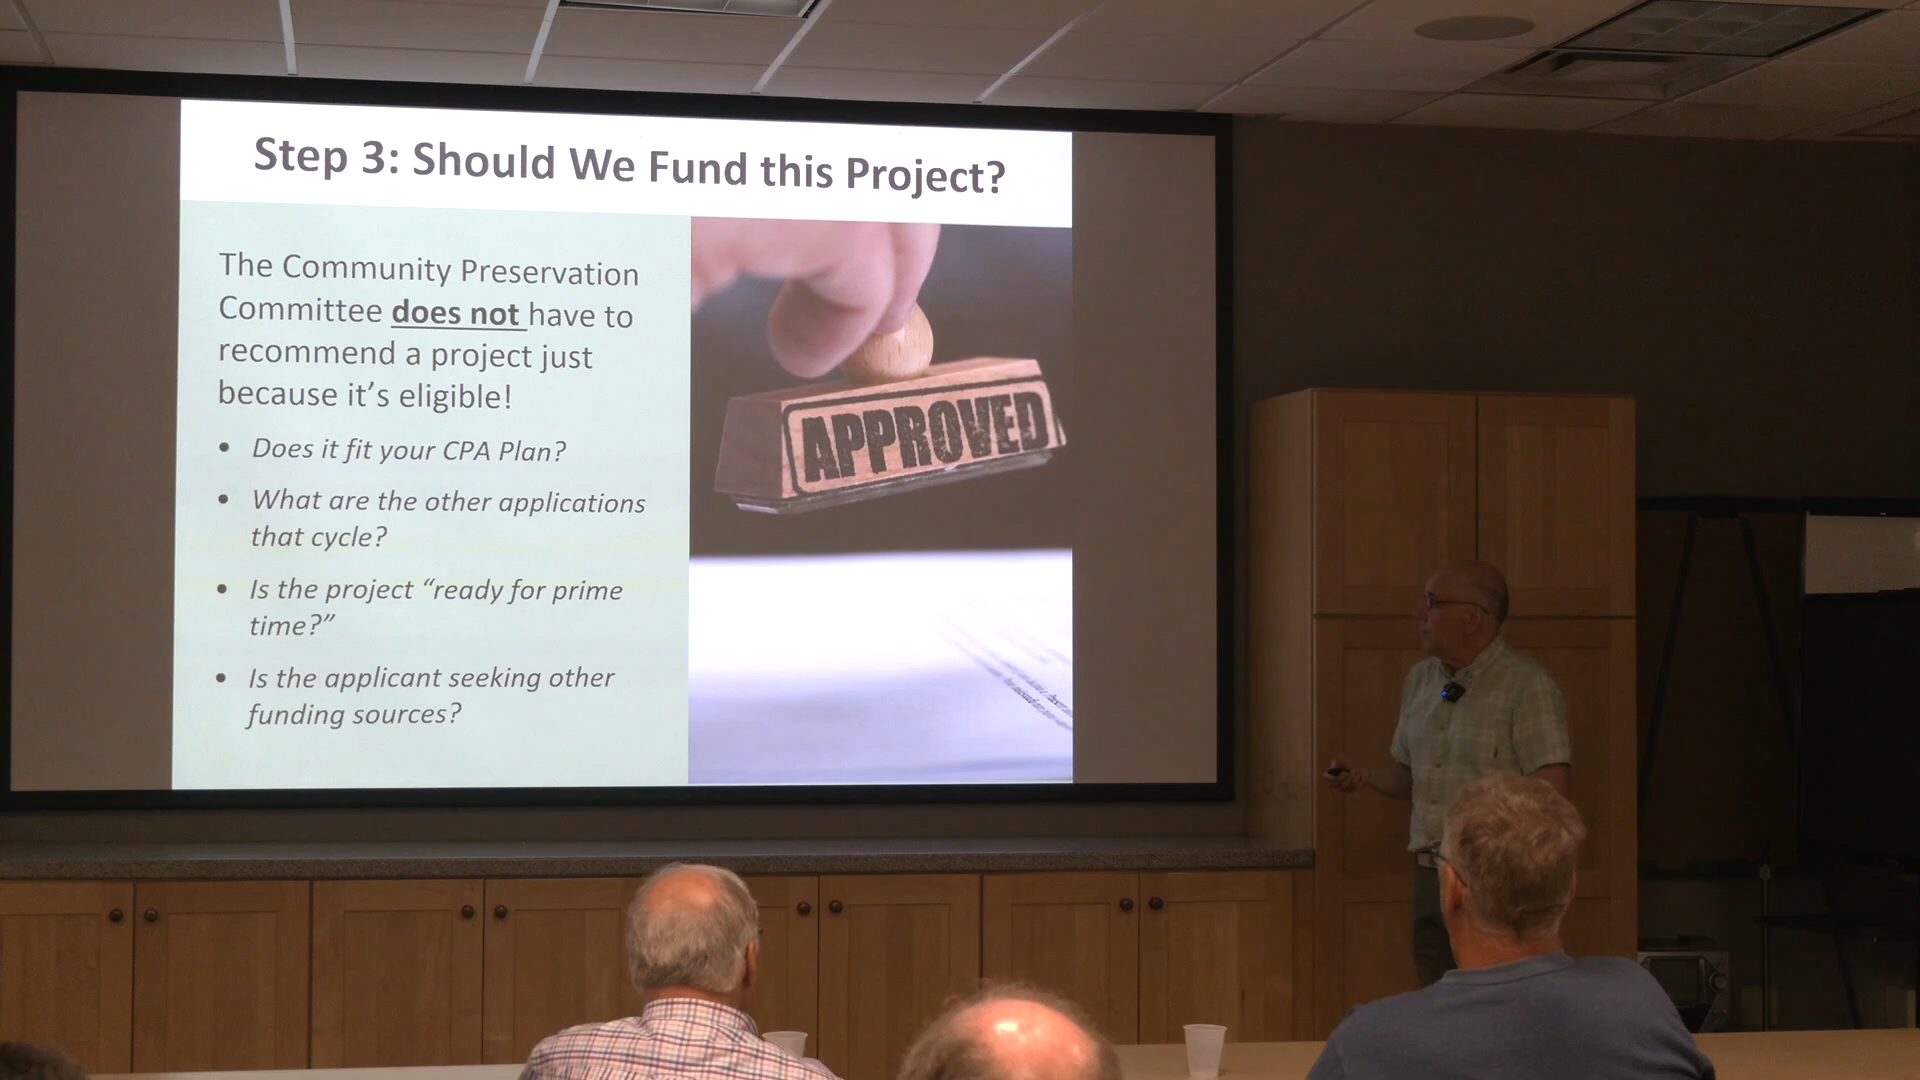 Step 3: Should We Fund this Project?
The Community Preservation
Committee does not have to
recommend a project just
because it's eligible!
• Does it fit your CPA Plan?
• What are the other applications
that cycle?
• Is the project “ready for prime
time?”
• Is the applicant seeking other
funding sources?
APPROVED